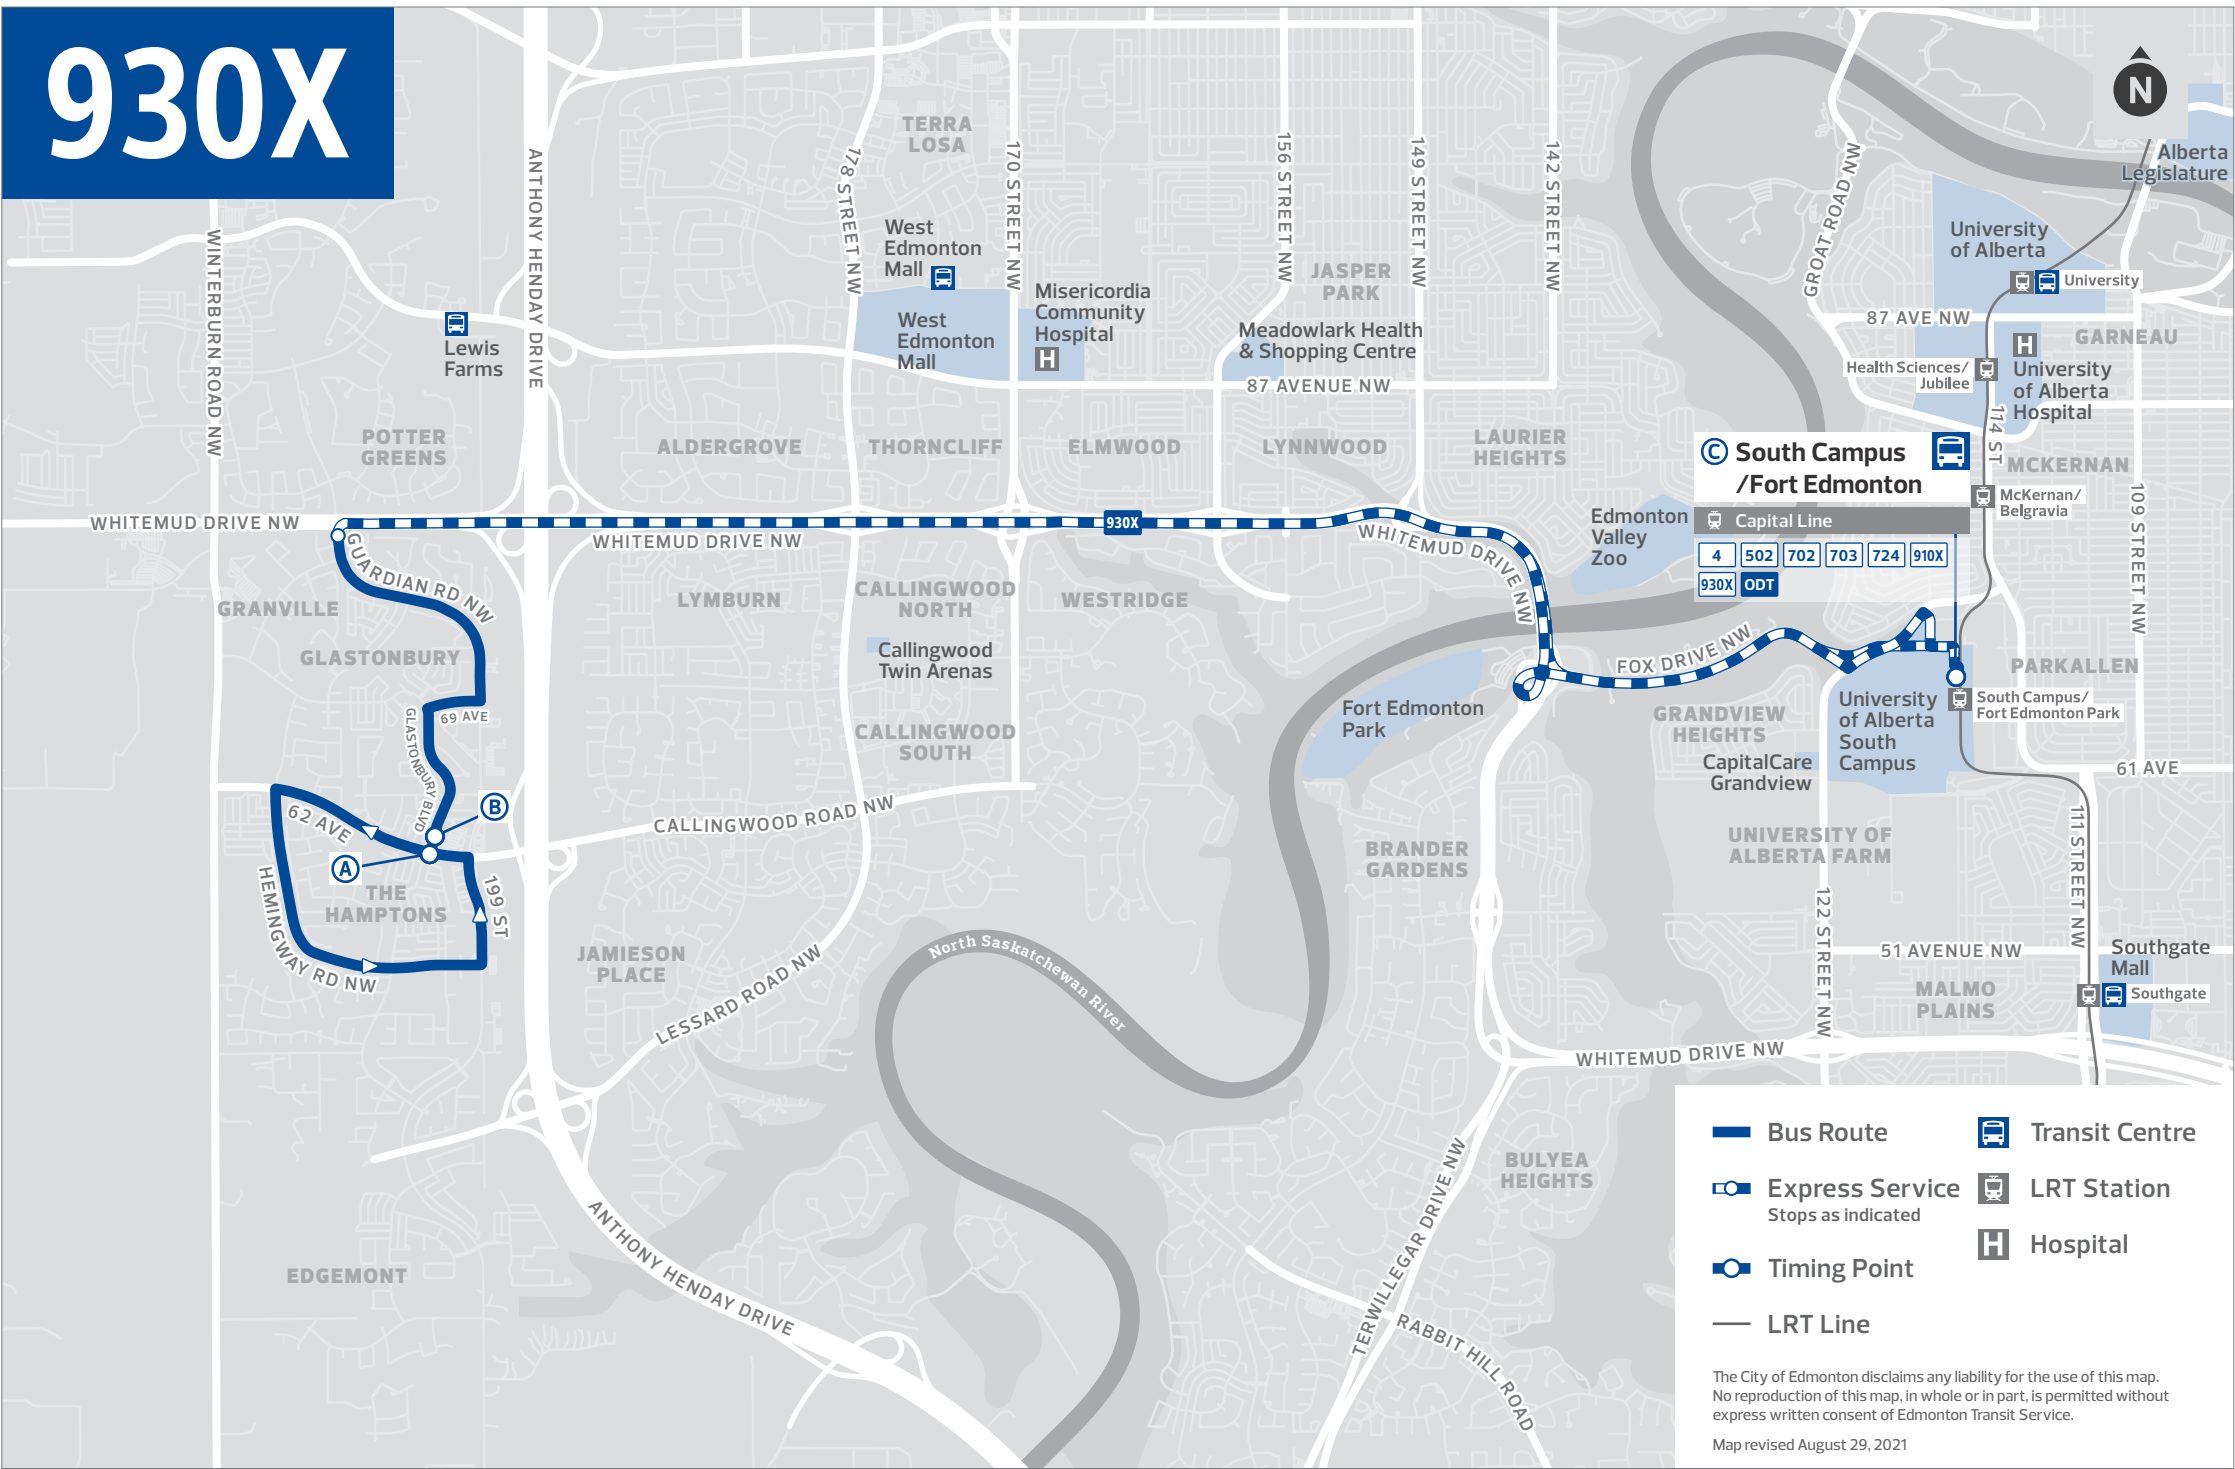 930X
N
Alberta
Legislature
TERRA
LOSA
ANTHONY HENDAY DRIVE
178 STREET NW
170 STREET NW
156 STREET NW
149 STREET NW
142 STREET NW
GROAT ROAD NW
WINTERBURN ROAD NW
West
Edmonton
Mall
University
of Alberta
University
JASPER
PARK
Misericordia
Community
Hospital
H
West
Edmonton
Mall
Meadowlark Health
& Shopping Centre
87 AVENUE NW
87 AVE NW
GARNEAU
H
University
of Alberta
Hospital
Health Sciences/
Jubilee
Lewis
Farms
114 ST
POTTER
GREENS
ALDERGROVE
THORNCLIFF
ELMWOOD
LYNNWOOD
LAURIER
HEIGHTS
C South Campus
/Fort Edmonton
Capital Line
4 502 702 703 724 910X
930X ODT
MCKERNAN
McKernan/
Belgravia
109 STREET NW
Edmonton
Valley
Zoo
WHITEMUD DRIVE NW
930X
WHITEMUD DRIVE NW
WHITEMUD DRIVE NW
GUARDIAN RD NW
GRANVILLE
GLASTONBURY
LYMBURN
CALLINGWOOD
NORTH
WESTRIDGE
Callingwood
Twin Arenas
FOX DRIVE NW
PARKALLEN
69 AVE
GLASTONBURY BLVD
CALLINGWOOD
SOUTH
Fort Edmonton
Park
GRANDVIEW
HEIGHTS
University
of Alberta
South
Campus
South Campus/
Fort Edmonton Park
CapitalCare
Grandview
61 AVE
B
62 AVE
A
CALLINGWOOD ROAD NW
BRANDER
GARDENS
UNIVERSITY OF
ALBERTA FARM
111 STREET NW
THE
HAMPTONS
HEMINGWAY RD NW
199 ST
122 STREET NW
JAMIESON
PLACE
LESSARD ROAD NW
North Saskatchewan River
51 AVENUE NW
Southgate
Mall
Southgate
MALMO
PLAINS
WHITEMUD DRIVE NW
TERWILLEGAR DRIVE NW
BULYEA
HEIGHTS
EDGEMONT
ANTHONY HENDAY DRIVE
RABBIT HILL ROAD
Bus Route
Express Service
Stops as indicated
Timing Point
LRT Line
Transit Centre
LRT Station
H Hospital
The City of Edmonton disclaims any liability for the use of this map.
No reproduction of this map, in whole or in part, is permitted without
express written consent of Edmonton Transit Service.
Map revised August 29, 2021